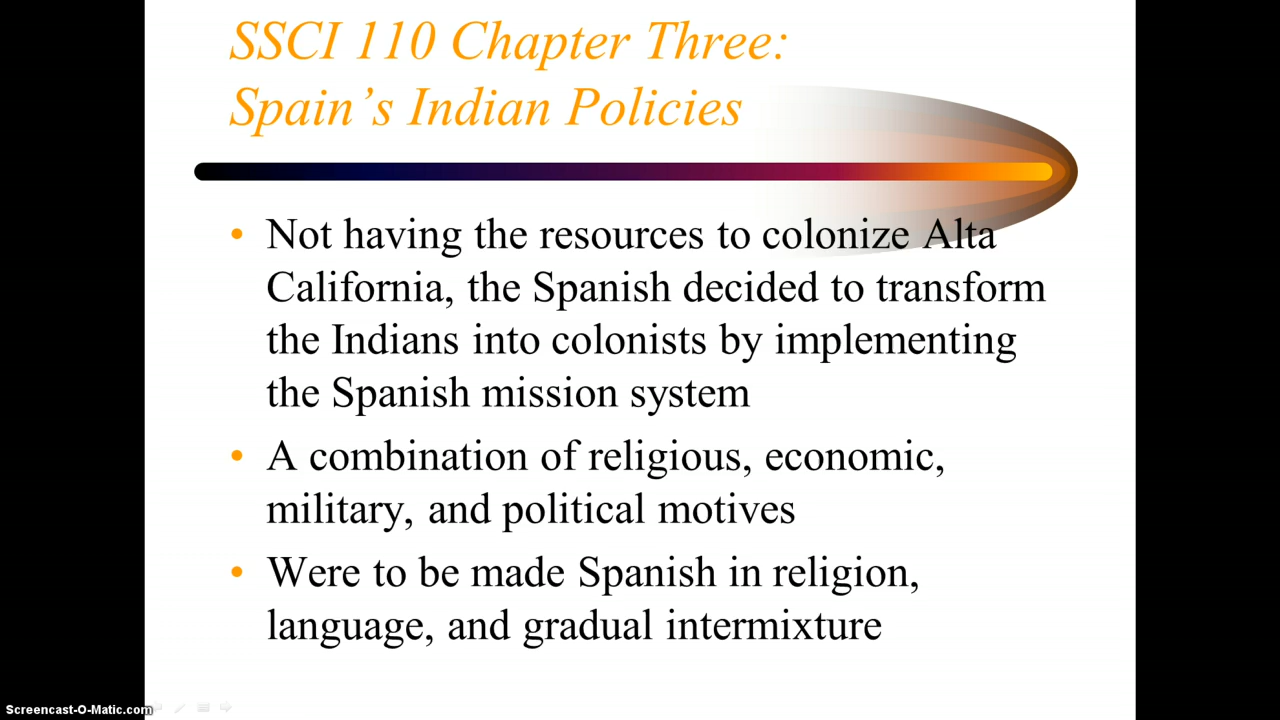 SSCI 110 Chapter Three:
Spain’s Indian Policies
• Not having the resources to colonize Alta
California, the Spanish decided to transform
the Indians into colonists by implementing
the Spanish mission system
• A combination of religious, economic,
military, and political motives
• Were to be made Spanish in religion,
language, and gradual intermixture
Screencast-O-Matic.com